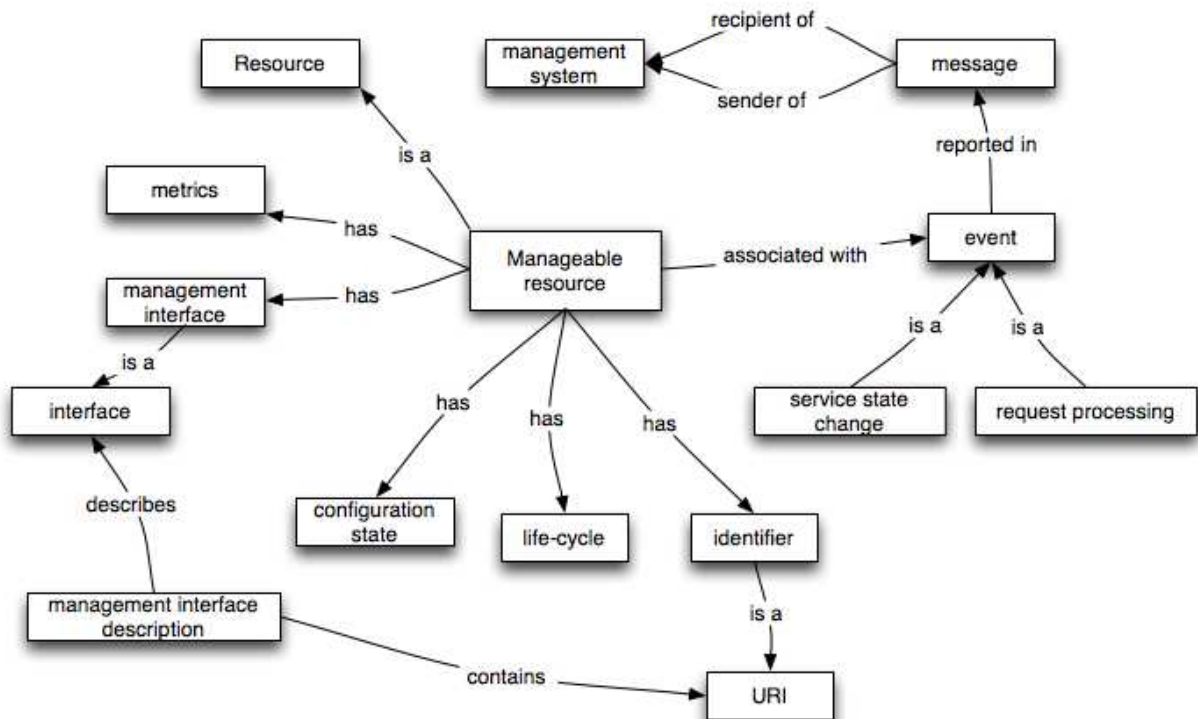 recipient of
Resource
management
system
message
sender of
is a
reported in
metrics
has
event
Manageable
resource
associated with
management
interface
has
is a
is a
is a
interface
has
has
has
service state
change
request processing
describes
configuration
state
life-cycle
identifier
management interface
description
is a
contains
URI